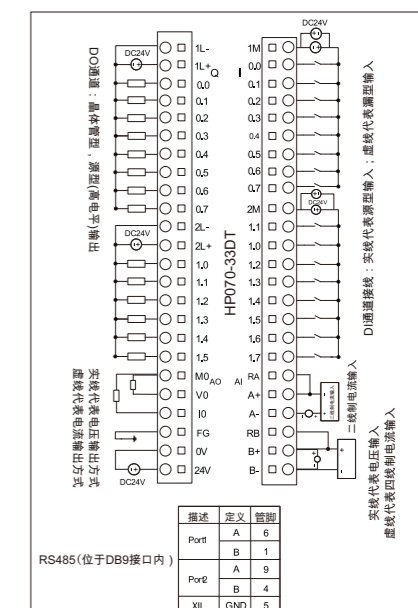 DC24V
1L-
DC24V
1L+
Q
0.0
0.1
0.2
0.3
0.4
0.5
0.6
0.7
2L-
DC24V
2L+
1.0
1.1
1.2
1.3
1.4
1.5
M0
AO
V0
I0
FG
0V
24V
DC24V
DO通道：晶体管型，源型(高电平)输出
实线代表电压输出方式
虚线代表电流输出方式
HP070-33DT
1M
I
0.0
0.1
0.2
0.3
0.4
0.5
0.6
0.7
2M
DC24V
1.1
1.0
1.2
1.3
1.4
1.5
1.6
1.7
AI
RA
A+
A-
RB
B+
B-
DI通道接线：实线代表源型输入；虚线代表漏型输入
二线制电流输入
二线制电流输入
实线代表电压输入
虚线代表四线制电流输入
RS485(位于DB9接口内)
描述 定义 管脚
Port1 A 6
B 1
Port2 A 9
B 4
GND 5